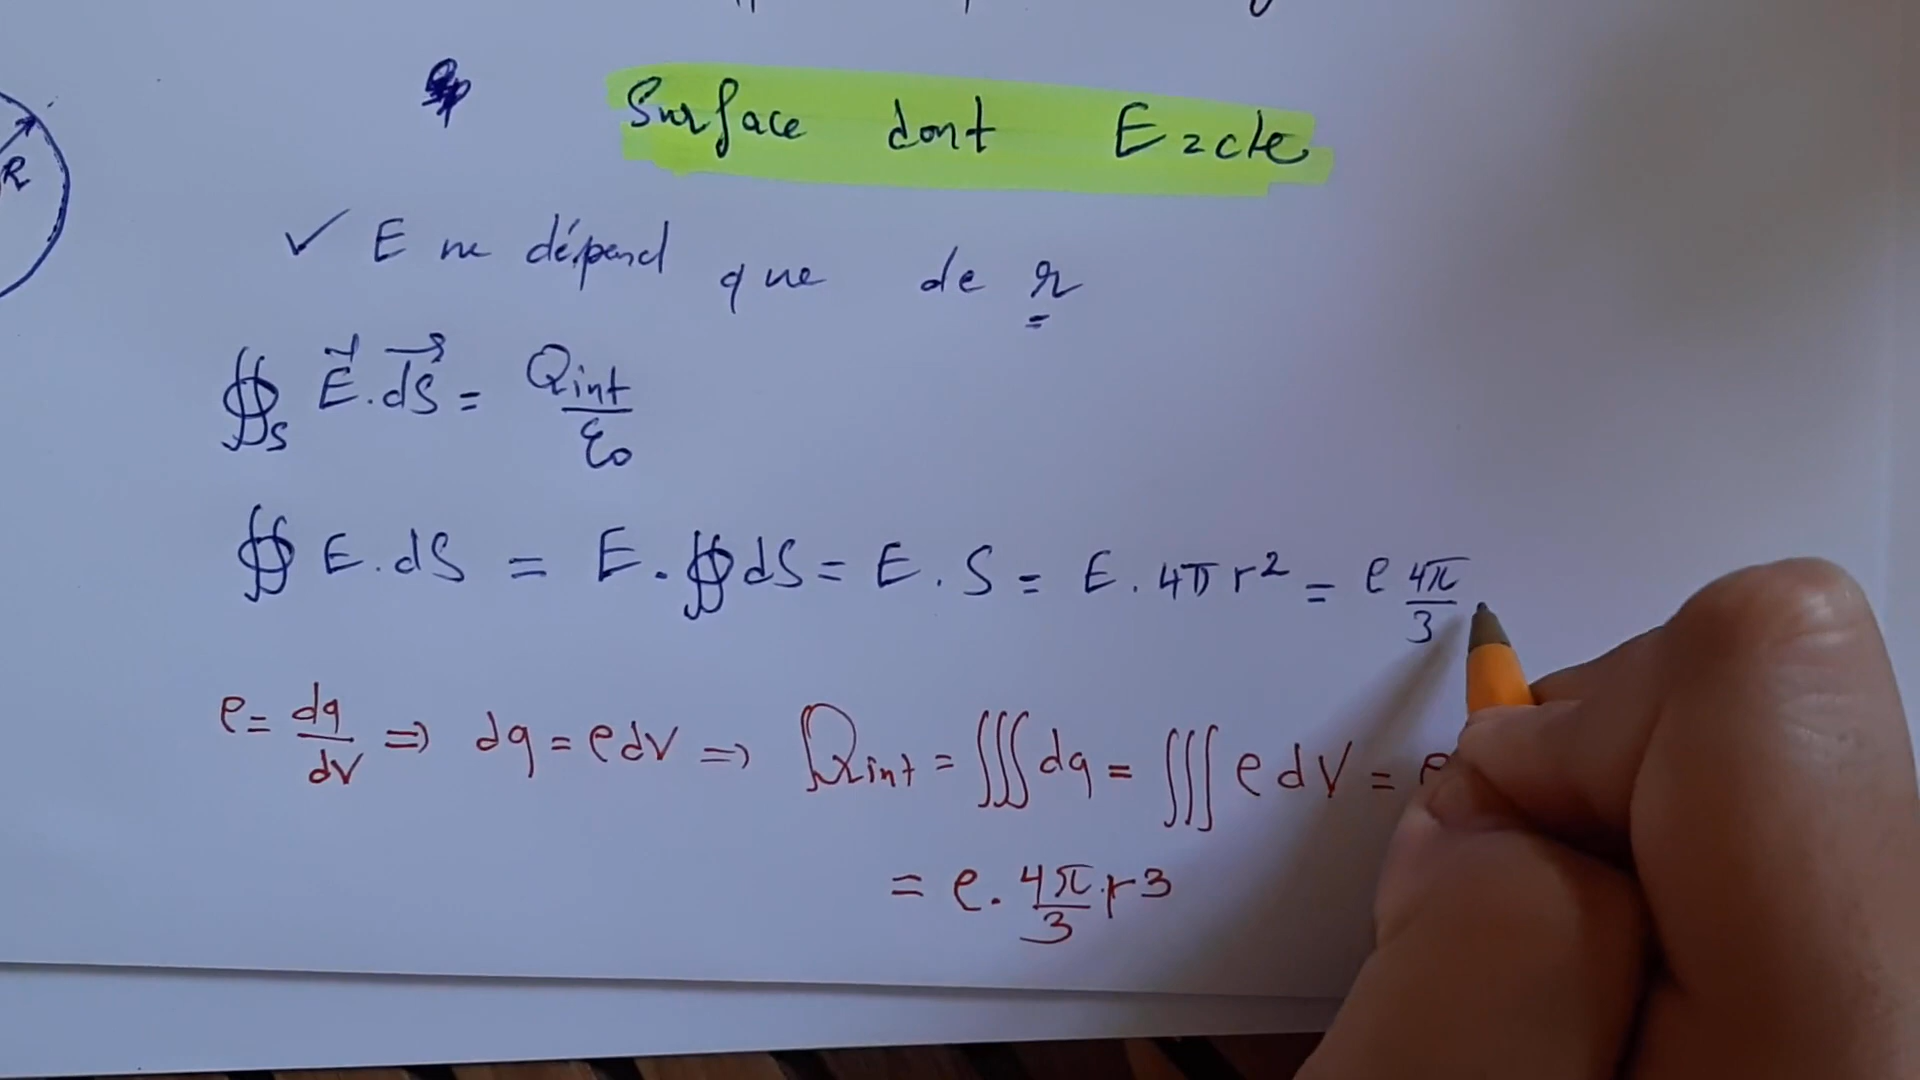 Surface dont E=cte
R
✓ E ne dépend que de r
∯S E⃗.dS⃗ = Qint/ε0
∯ E.dS = E.∯dS = E.S = E.4πr² = ρ 4π/3
ρ = dq/dV ⇒ dq = ρdV ⇒ Qint = ∭dq = ∭ρdV = ρ
= ρ. 4π/3 r3